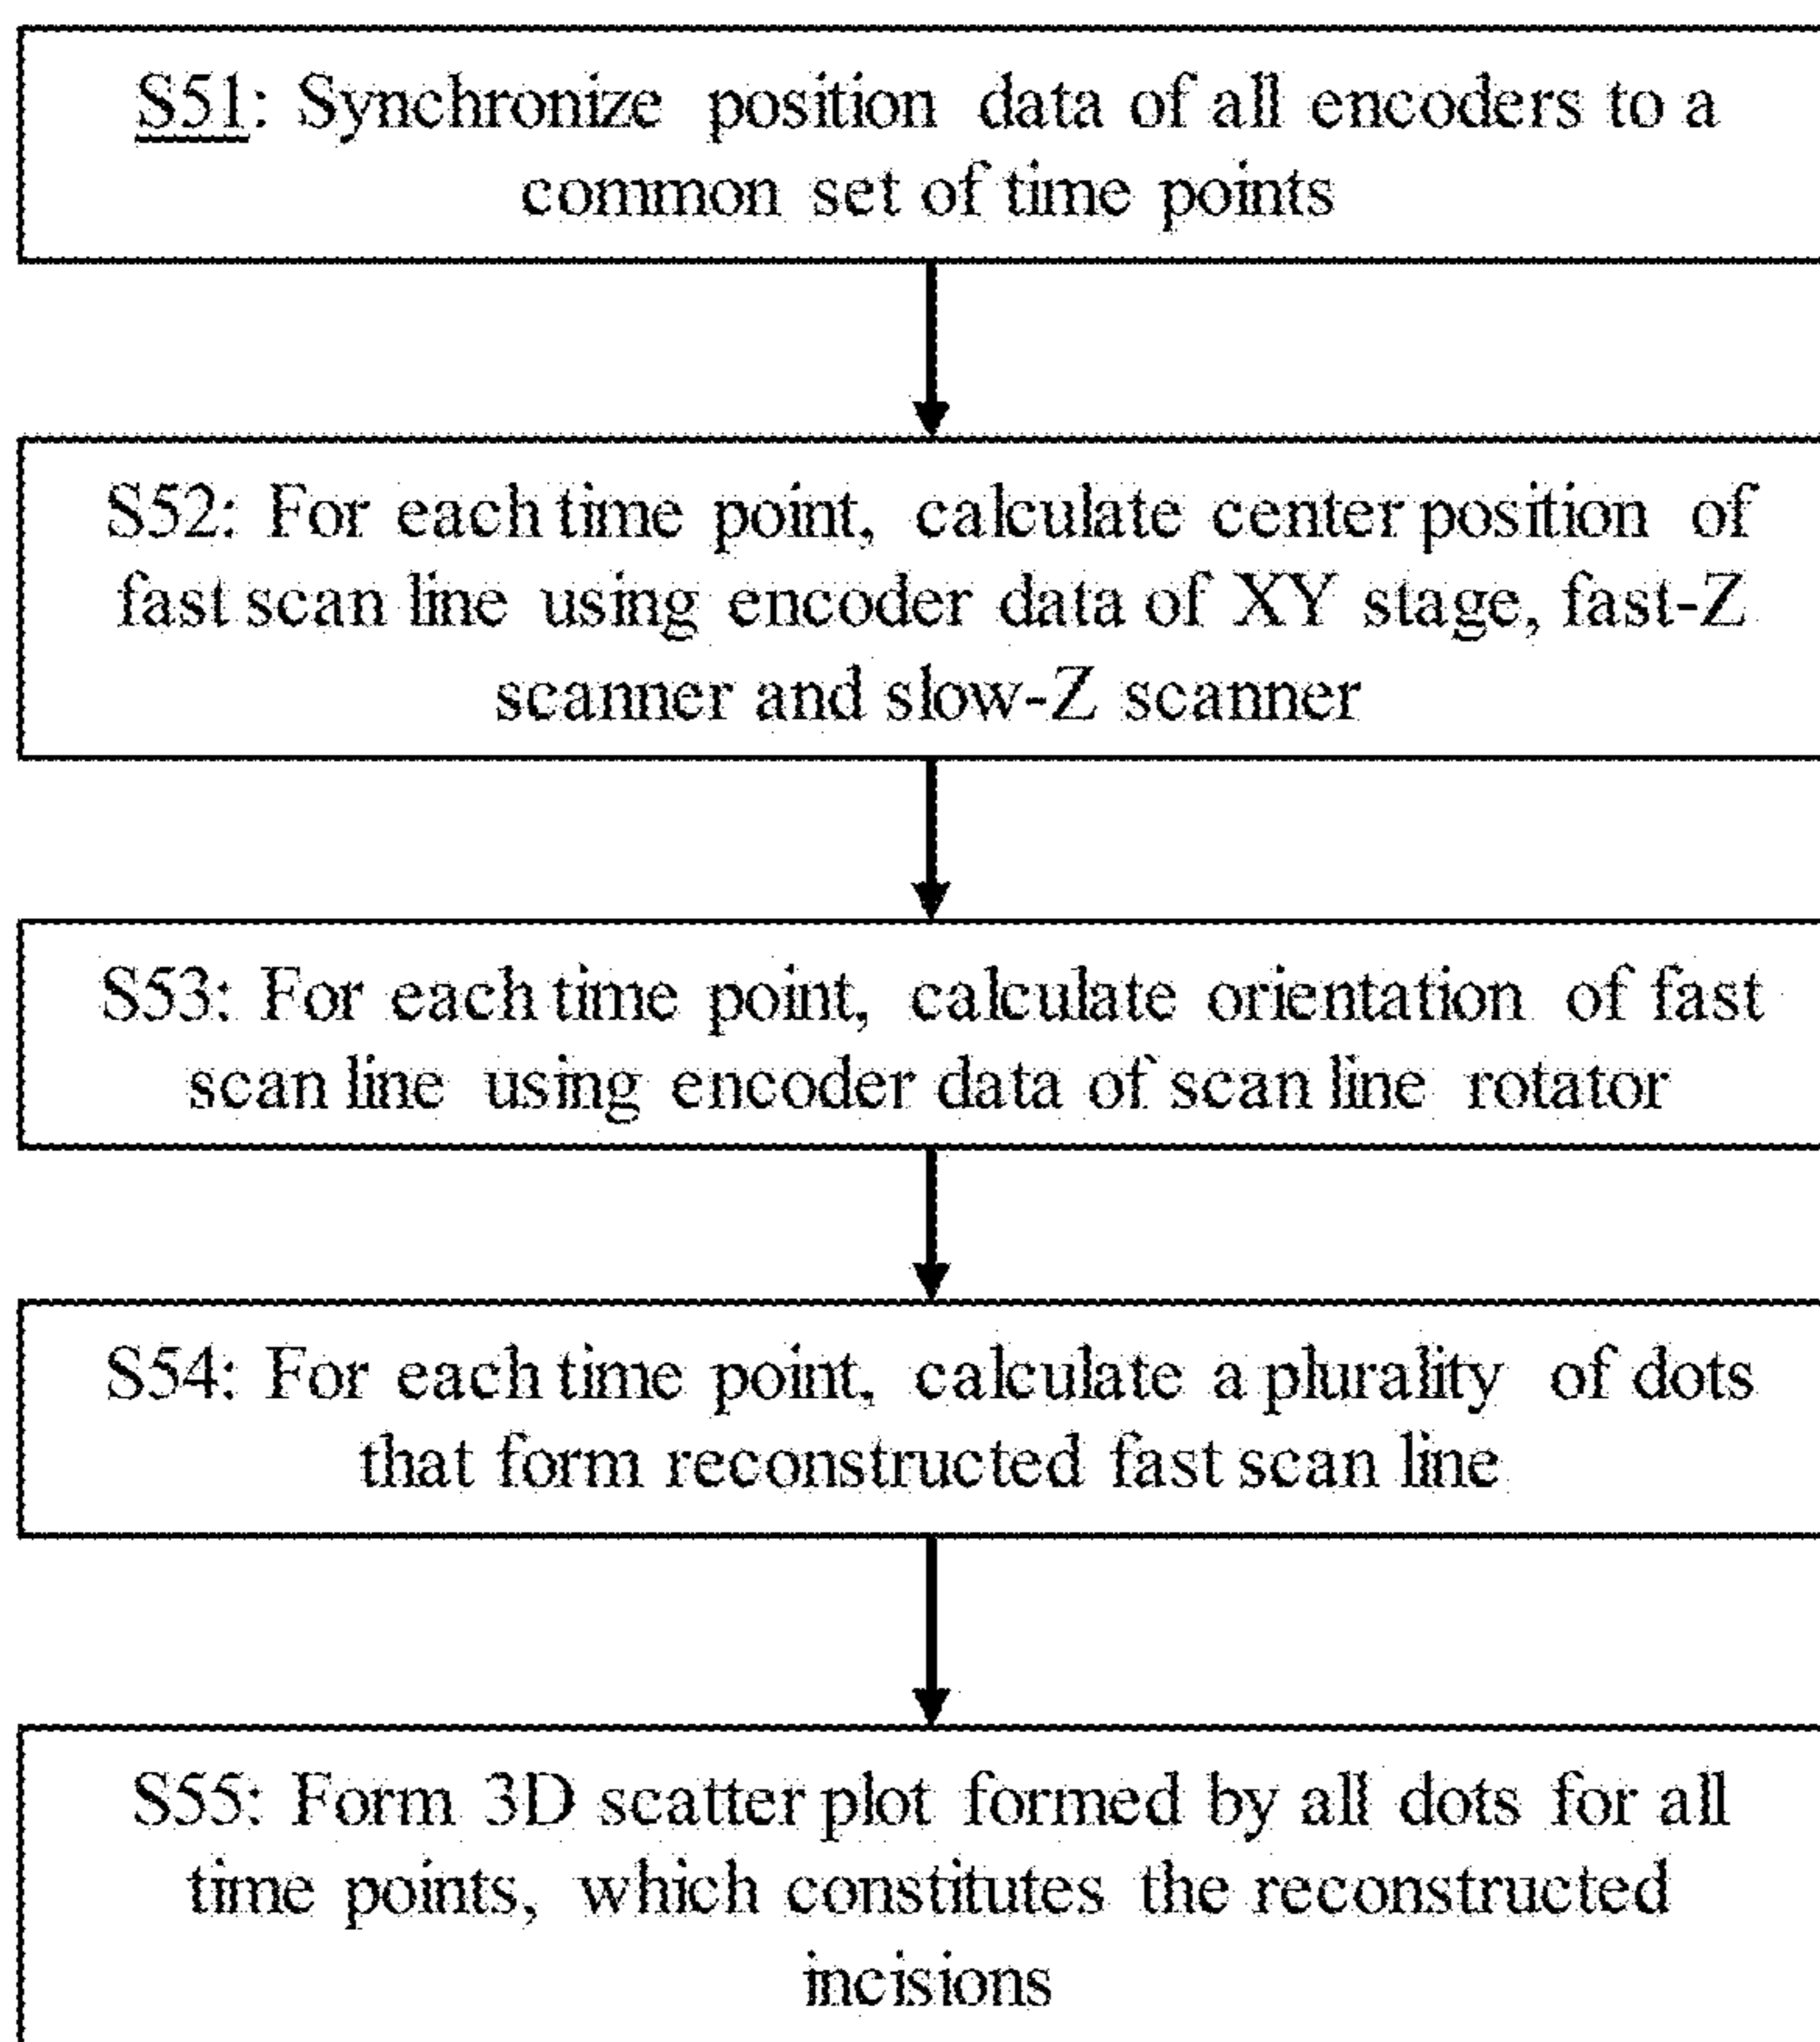 S51: Synchronize position data of all encoders to a
common set of time points
S52: For each time point, calculate center position of
fast scan line using encoder data of XY stage, fast-Z
scanner and slow-Z scanner
S53: For each time point, calculate orientation of fast
scan line using encoder data of scan line rotator
S54: For each time point, calculate a plurality of dots
that form reconstructed fast scan line
S55: Form 3D scatter plot formed by all dots for all
time points, which constitutes the reconstructed
incisions